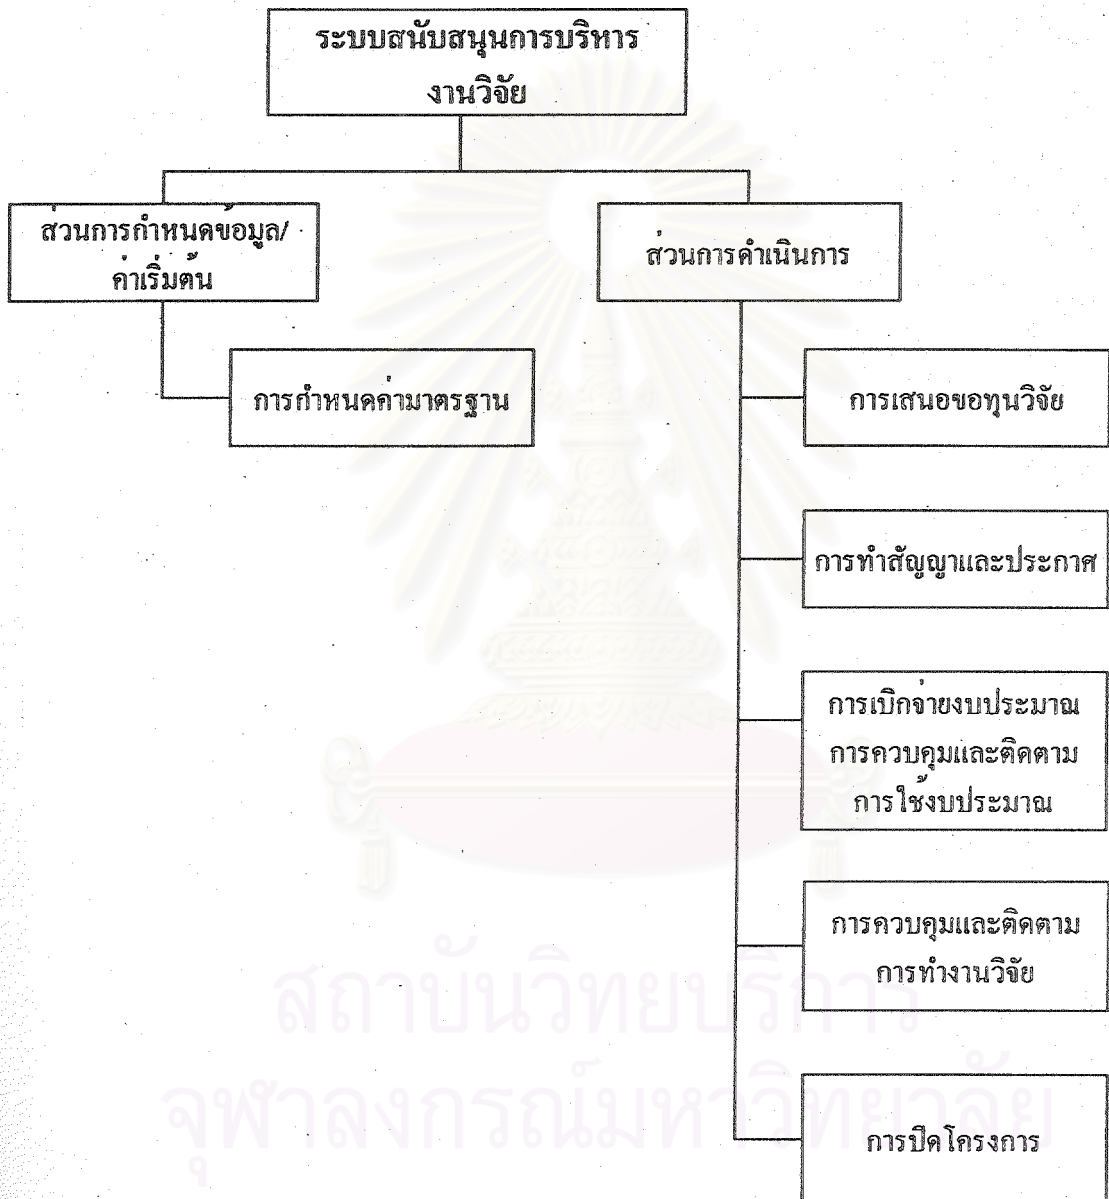 ระบบสนับสนุนการบริหาร
งานวิจัย
ส่วนการกำหนดข้อมูล/
ค่าเริ่มต้น
ส่วนการดำเนินการ
การกำหนดค่ามาตรฐาน
การเสนอขอทุนวิจัย
การทำสัญญาและประกาศ
การเบิกจ่ายงบประมาณ
การควบคุมและติดตาม
การใช้งบประมาณ
การควบคุมและติดตาม
การทำงานวิจัย
การปิดโครงการ
สถาบันวิทยบริการ
จุฬาลงกรณ์มหาวิทยาลัย